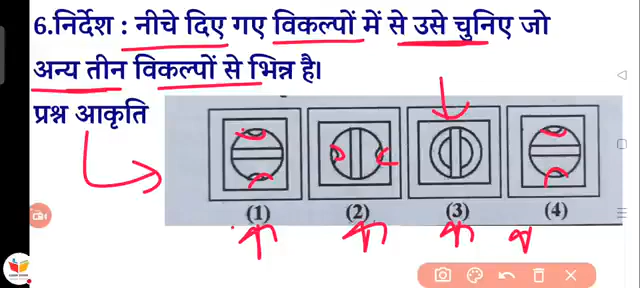 6.निर्देश : नीचे दिए गए विकल्पों में से उसे चुनिए जो
अन्य तीन विकल्पों से भिन्न है।
प्रश्न आकृति
(1) (2) (3) (4)